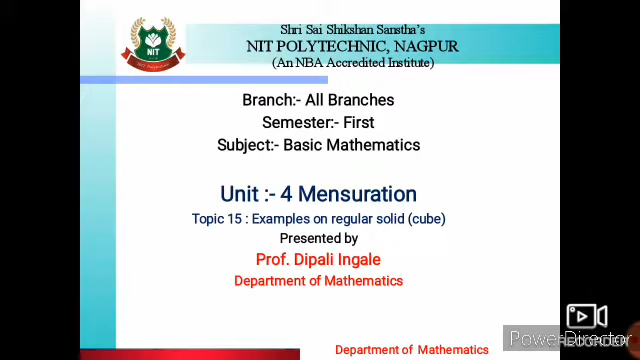 Shri Sai Shikshan Sanstha's
NIT POLYTECHNIC, NAGPUR
(An NBA Accredited Institute)
NIT
Branch:- All Branches
Semester:- First
Subject:- Basic Mathematics
Unit :- 4 Mensuration
Topic 15 : Examples on regular solid (cube)
Presented by
Prof. Dipali Ingale
Department of Mathematics
PowerDirector
RECORDER
Department of Mathematics